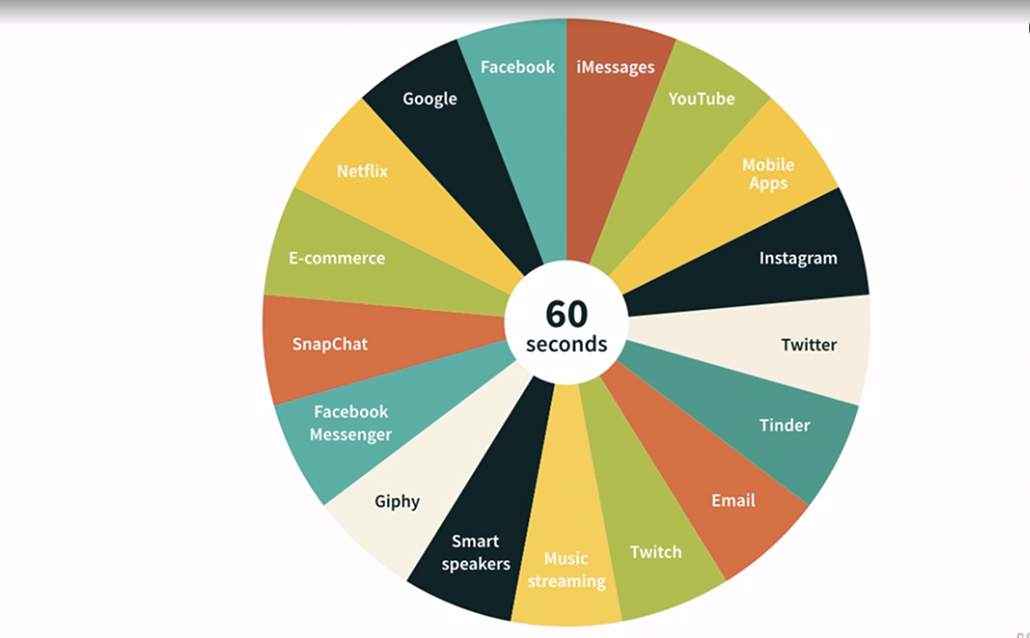 Facebook
iMessages
YouTube
Mobile
Apps
Instagram
Twitter
Tinder
Email
Twitch
Music
streaming
Smart
speakers
Giphy
Facebook
Messenger
SnapChat
E-commerce
Netflix
Google
60
seconds